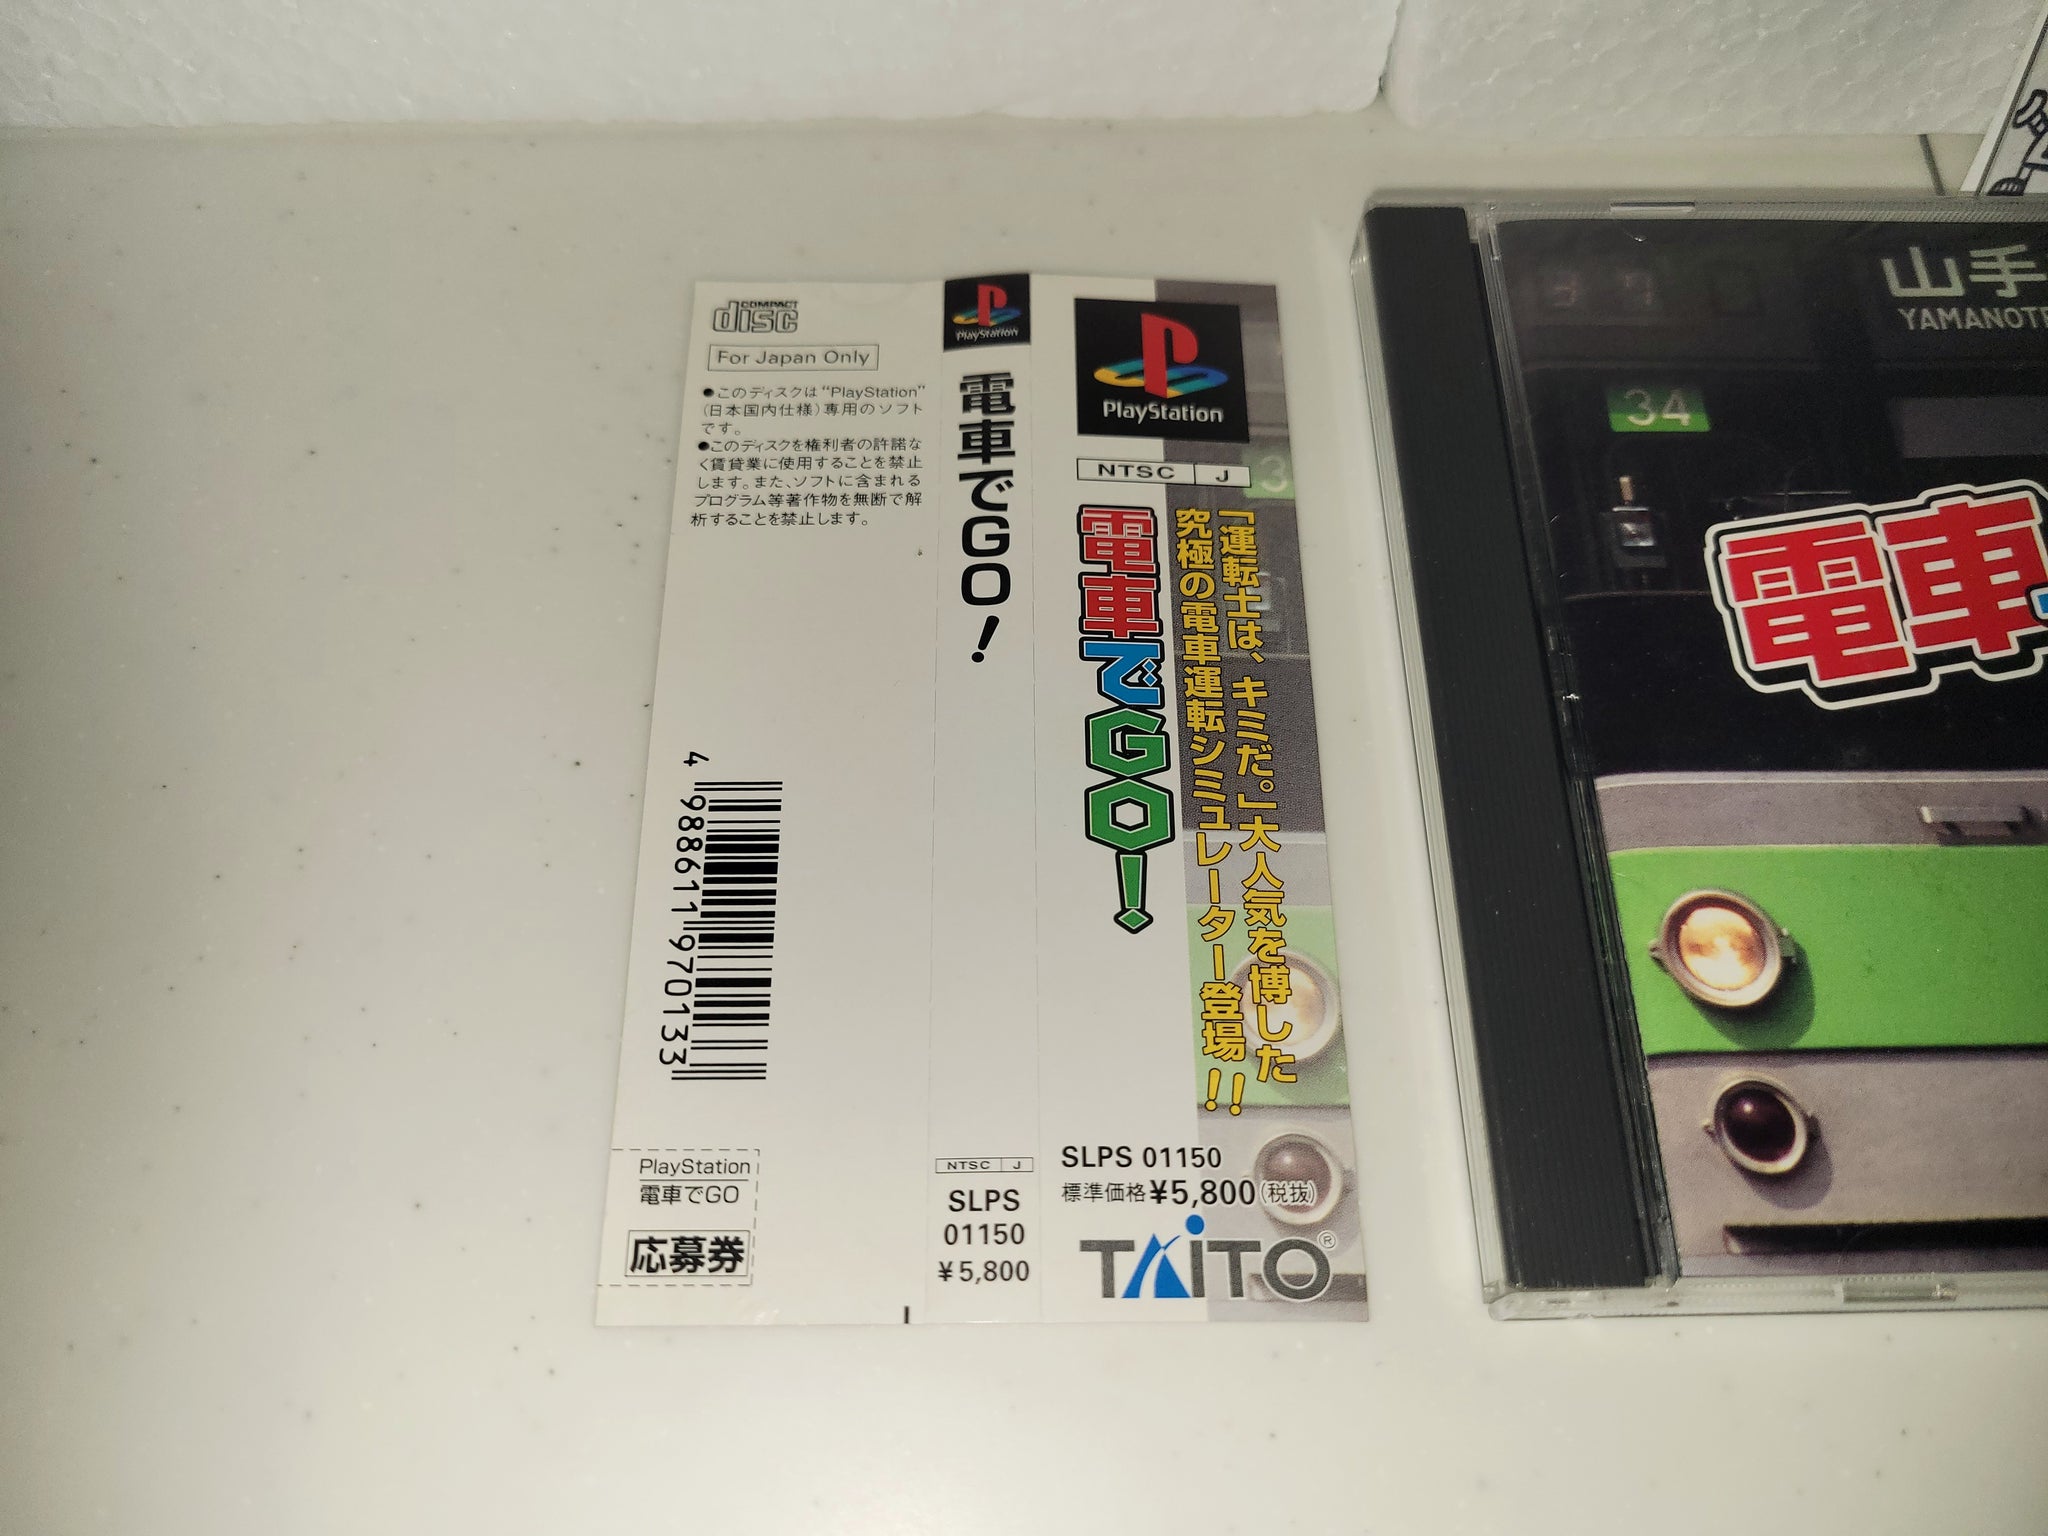 COMPACT
disc
For Japan Only
●このディスクは“PlayStation”
(日本国内仕様)専用のソフト
です。
●このディスクを権利者の許諾な
く賃貸業に使用することを禁止
します。また、ソフトに含まれる
プログラム等著作物を無断で解
析することを禁止します。
4 988611 970133
PlayStation
電車でGO
応募券
PlayStation
電車でGO!
NTSC J
SLPS
01150
¥5,800
PlayStation
NTSC J
「運転士は、キミだ。」大人気を博した
究極の電車運転シミュレーター登場!!
電車でGO!
3
SLPS 01150
標準価格¥5,800(税抜)
TAITO®
山手
YAMANOTE
34
電車